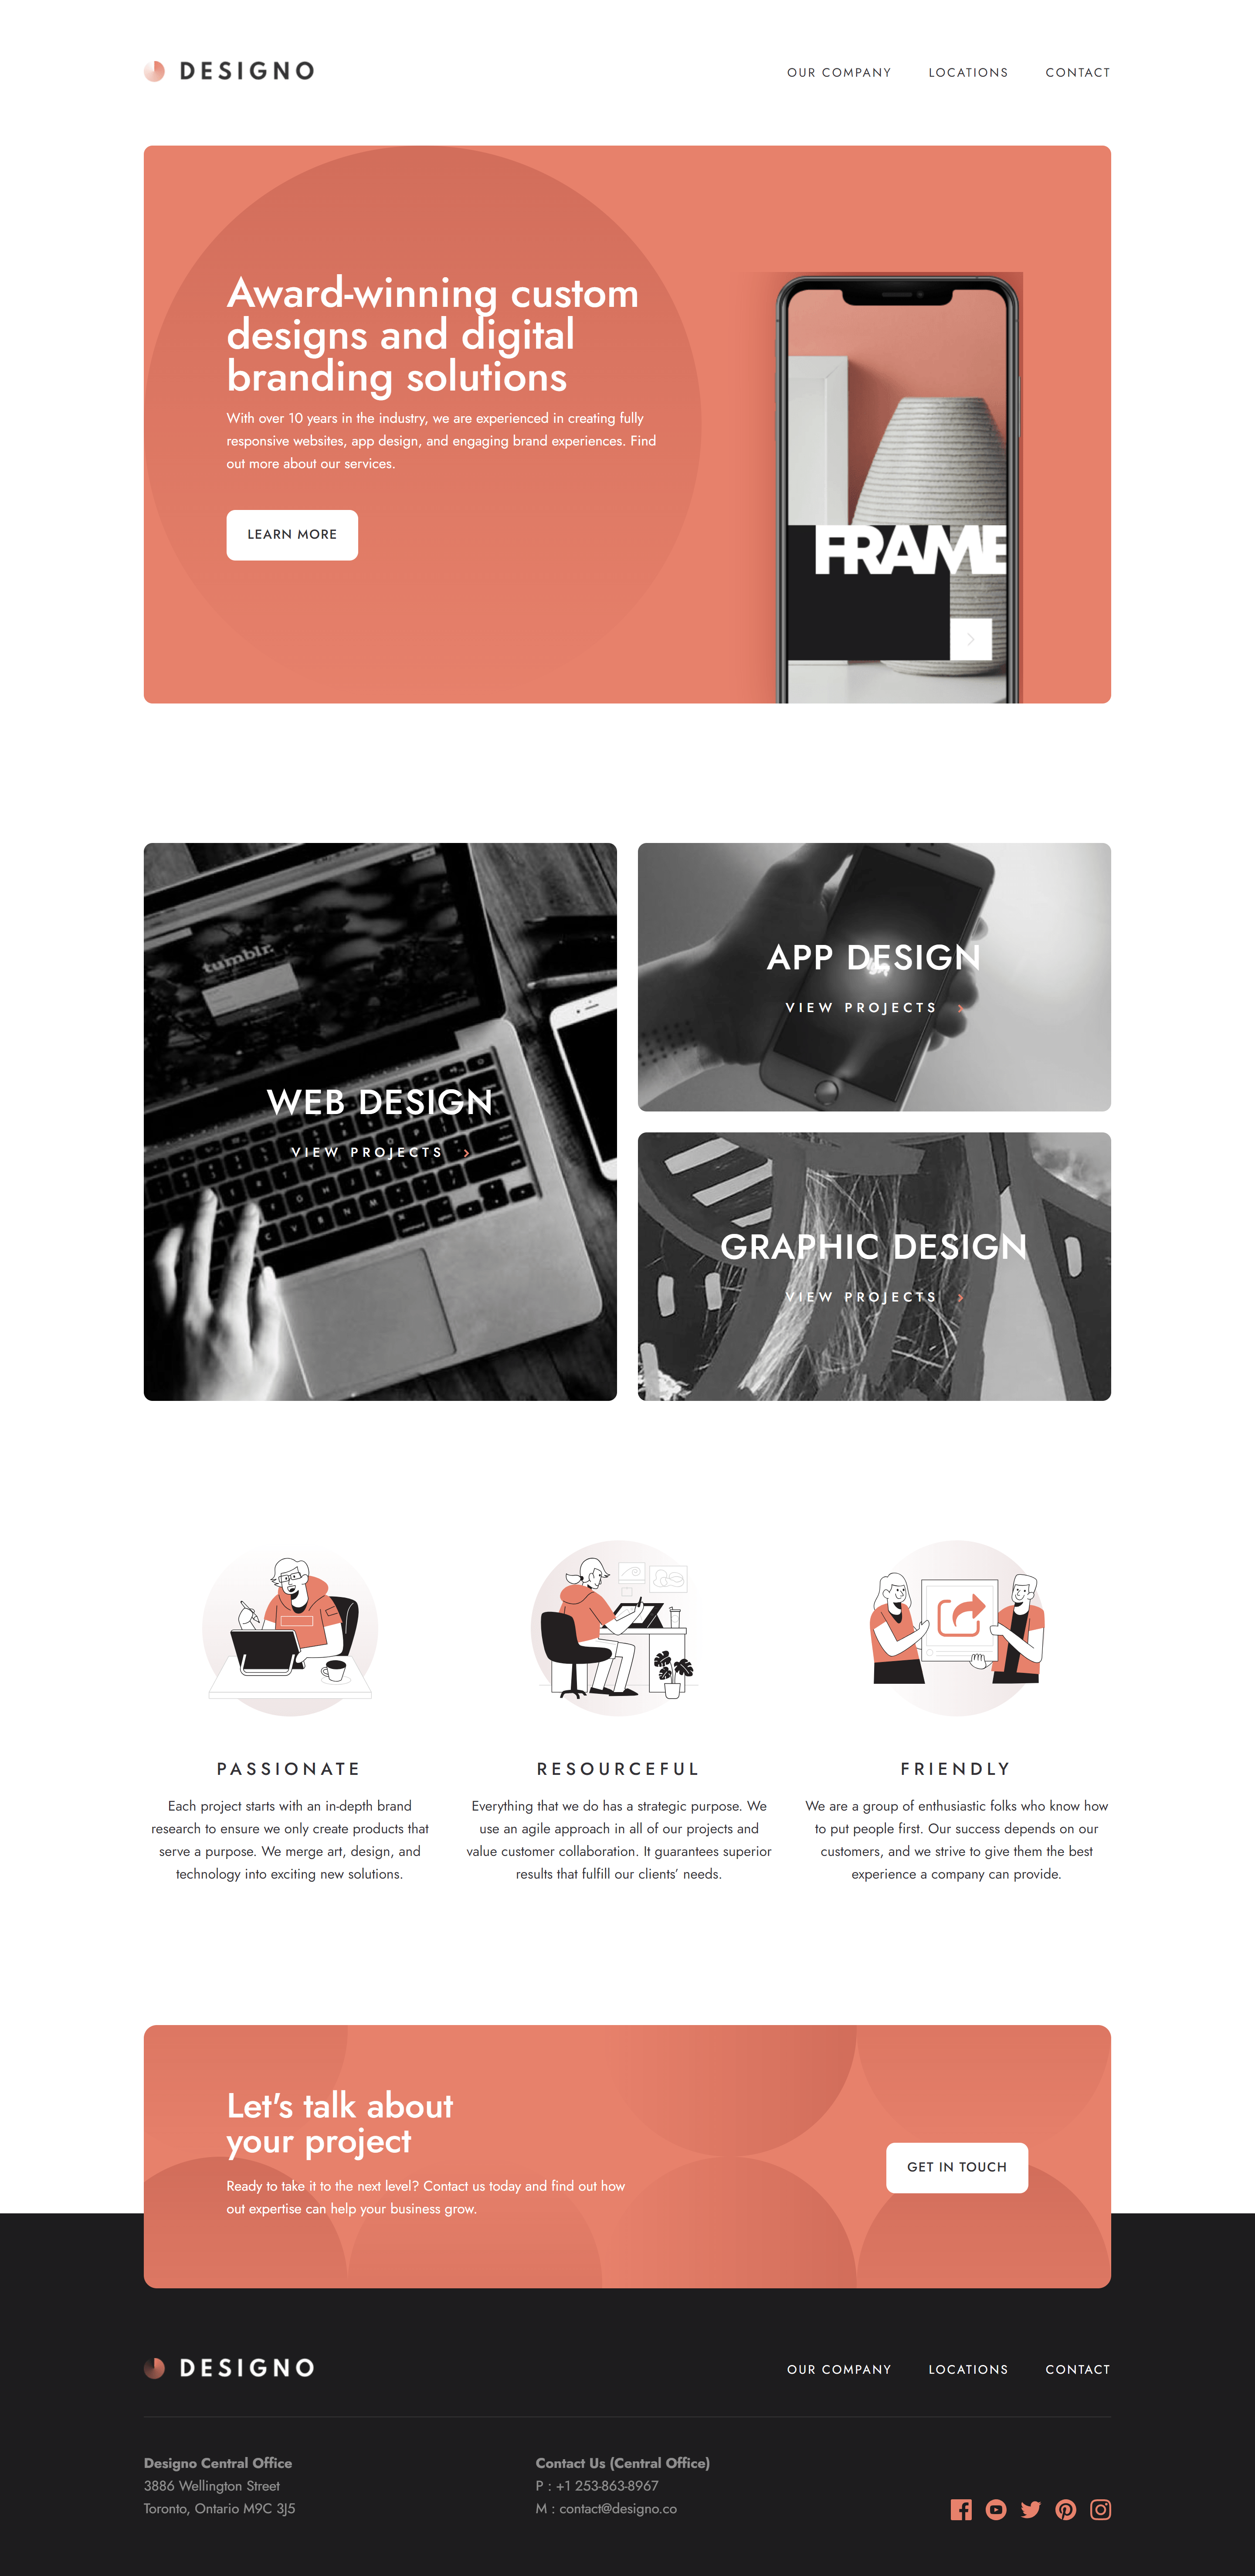 DESIGNO
OUR COMPANY LOCATIONS CONTACT
Award-winning custom
designs and digital
branding solutions
With over 10 years in the industry, we are experienced in creating fully
responsive websites, app design, and engaging brand experiences. Find
out more about our services.
LEARN MORE
FRAME
tumblr.
WEB DESIGN
VIEW PROJECTS
APP DESIGN
VIEW PROJECTS
GRAPHIC DESIGN
VIEW PROJECTS
PASSIONATE
Each project starts with an in-depth brand
research to ensure we only create products that
serve a purpose. We merge art, design, and
technology into exciting new solutions.
RESOURCEFUL
Everything that we do has a strategic purpose. We
use an agile approach in all of our projects and
value customer collaboration. It guarantees superior
results that fulfill our clients’ needs.
FRIENDLY
We are a group of enthusiastic folks who know how
to put people first. Our success depends on our
customers, and we strive to give them the best
experience a company can provide.
Let's talk about
your project
Ready to take it to the next level? Contact us today and find out how
out expertise can help your business grow.
GET IN TOUCH
DESIGNO
OUR COMPANY LOCATIONS CONTACT
Designo Central Office
3886 Wellington Street
Toronto, Ontario M9C 3J5
Contact Us (Central Office)
P : +1 253-863-8967
M : contact@designo.co